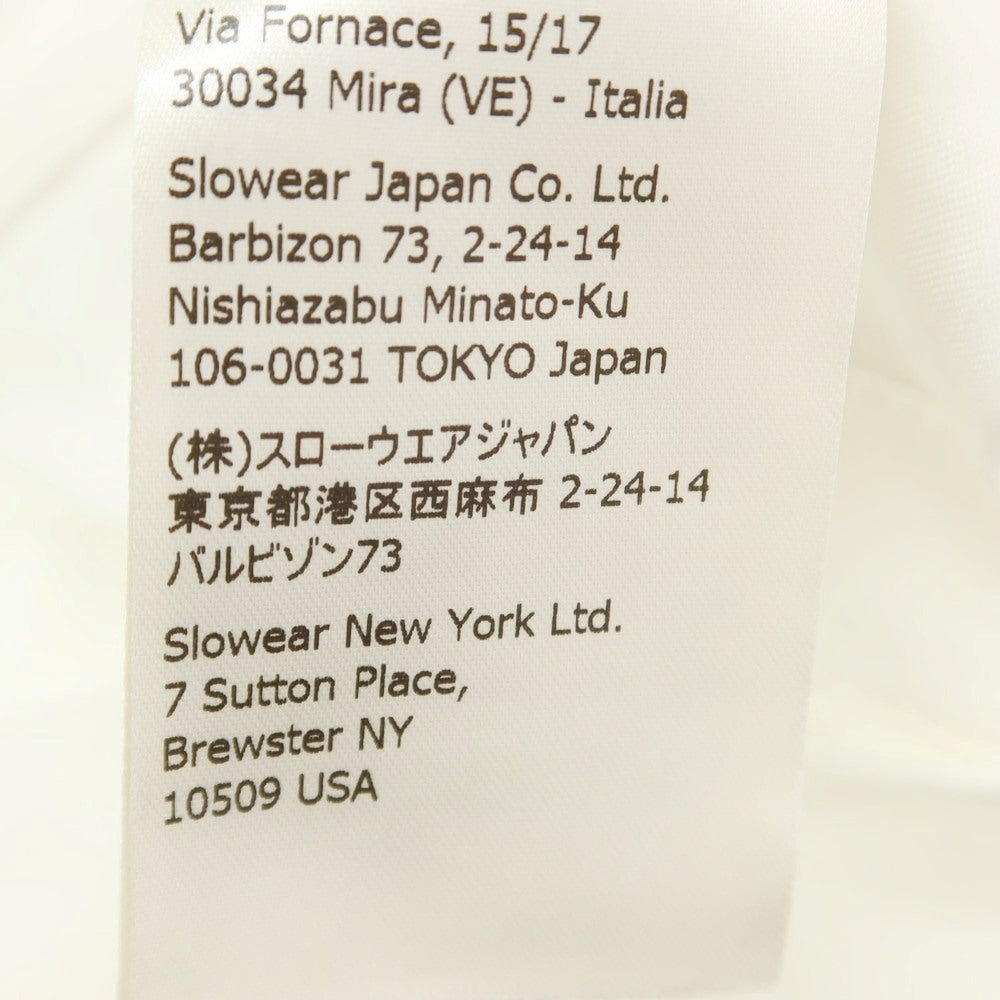 Via Fornace, 15/17
30034 Mira (VE) - Italia
Slowear Japan Co. Ltd.
Barbizon 73, 2-24-14
Nishiazabu Minato-Ku
106-0031 TOKYO Japan
(株)スローウエアジャパン
東京都港区西麻布 2-24-14
バルビゾン73
Slowear New York Ltd.
7 Sutton Place,
Brewster NY
10509 USA